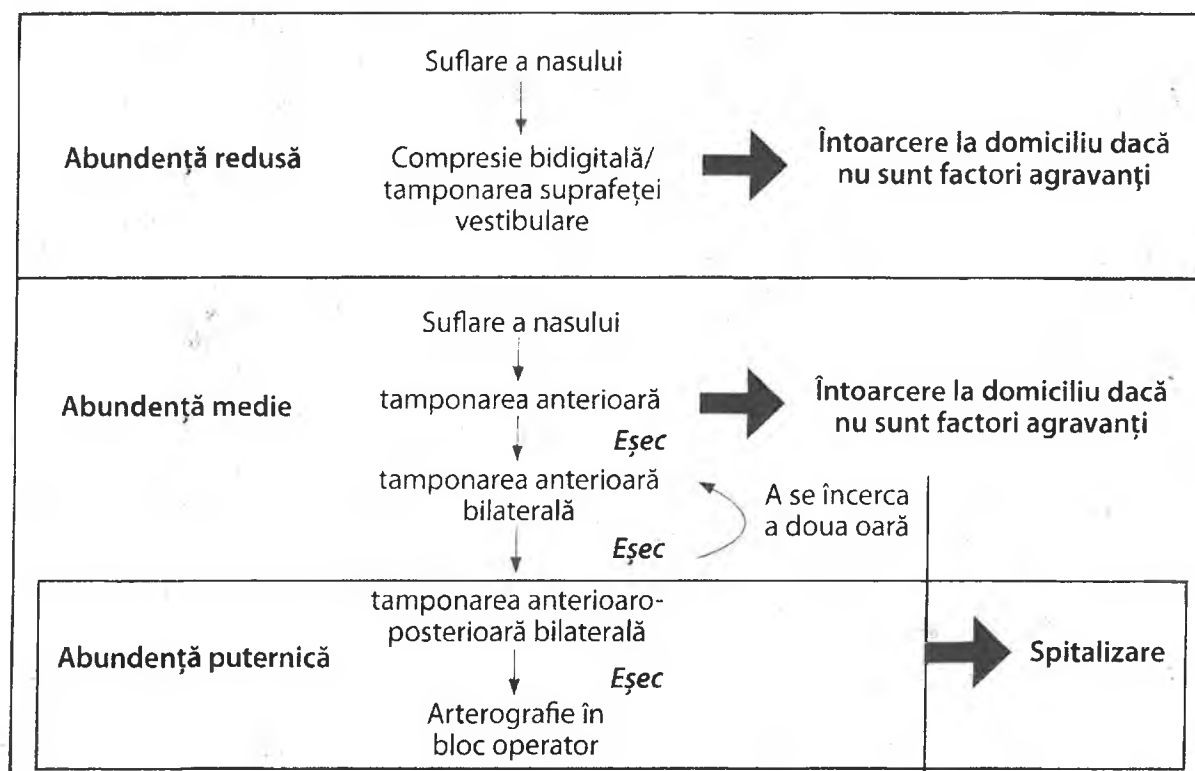 Suflare a nasului
Abundență redusă
Compresie bidigitală/
tamponarea suprafeței
vestibulare
Întoarcere la domiciliu dacă
nu sunt factori agravanți
Suflare a nasului
Abundență medie
tamponarea anterioară
Întoarcere la domiciliu dacă
nu sunt factori agravanți
Eșec
tamponarea anterioară
bilaterală
A se încerca
a doua oară
Eșec
tamponarea anterioaro-
posterioară bilaterală
Abundență puternică
Spitalizare
Eșec
Arterografie în
bloc operator